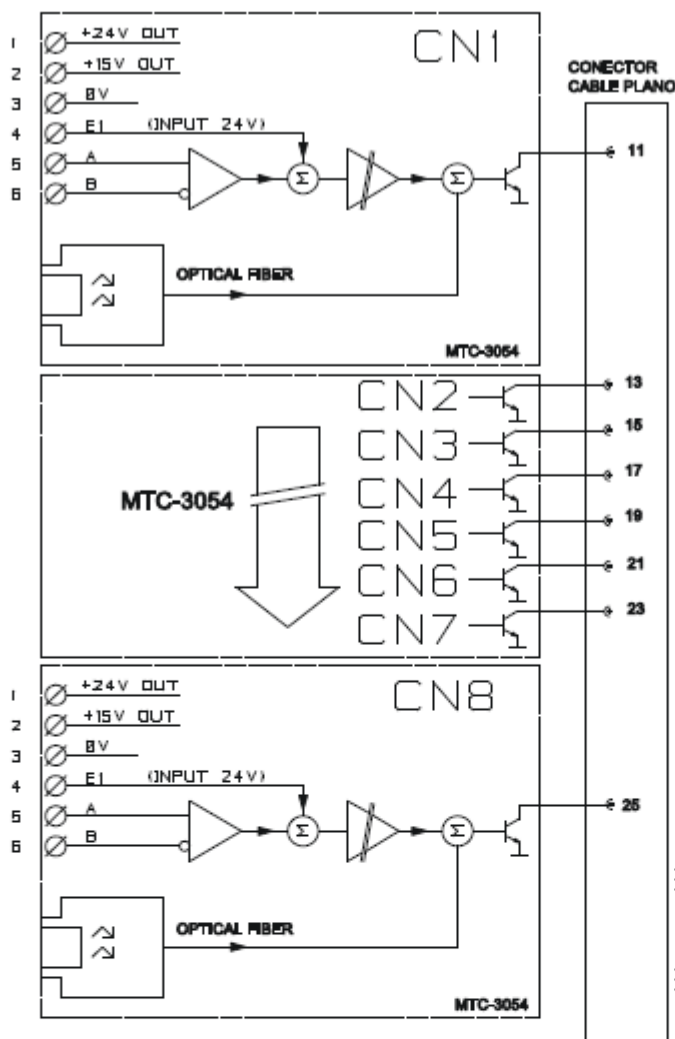 CN1
1 +24V OUT
2 +15V OUT
3 0V
4 E1 (INPUT 24V)
5 A
6 B
OPTICAL FIBER
MTC-3054
CONECTOR
CABLE PLANO
11
Σ
Σ
MTC-3054
CN2 13
CN3 15
CN4 17
CN5 19
CN6 21
CN7 23
CN8
1 +24V OUT
2 +15V OUT
3 0V
4 E1 (INPUT 24V)
5 A
6 B
Σ
Σ
25
OPTICAL FIBER
MTC-3054